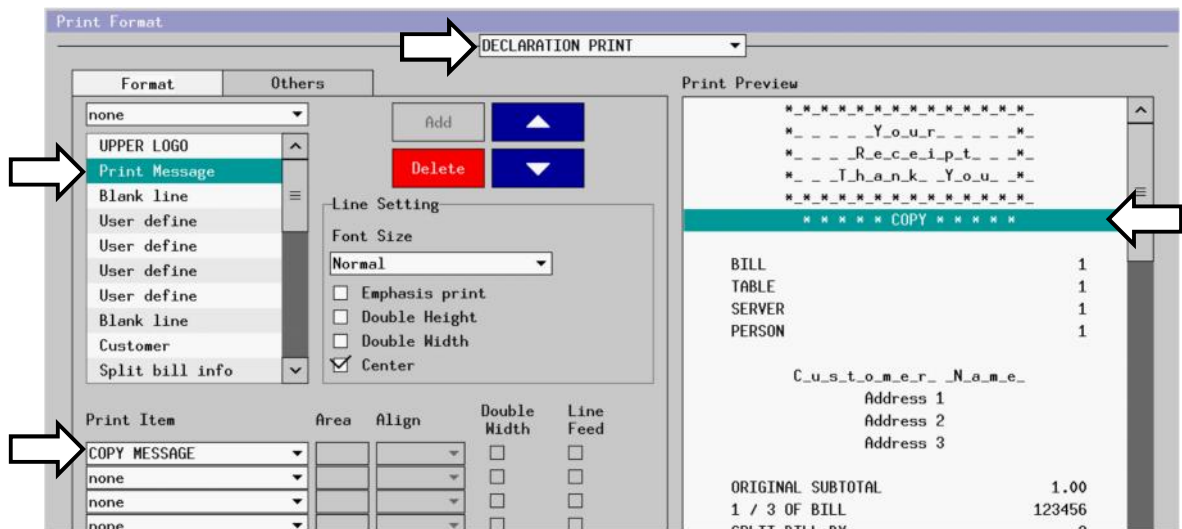 Print Format
DECLARATION PRINT
Format
Others
none
UPPER LOGO
Print Message
Blank line
User define
User define
User define
User define
Blank line
Customer
Split bill info
Add
Delete
Line Setting
Font Size
Normal
Emphasis print
Double Height
Double Width
Center
Print Item
Area
Align
Double Width
Line Feed
COPY MESSAGE
none
none
none
Print Preview
*_*_*_*_*_*_*_*_*_*_*_*_*_*_
*_ _ _ _ _Y_o_u_r_ _ _ _ _*_
*_ _ _ _R_e_c_e_i_p_t_ _ _*_
*_ _ _T_h_a_n_k_ _Y_o_u_ _*_
*_*_*_*_*_*_*_*_*_*_*_*_*_*_
* * * * * COPY * * * * *
BILL 1
TABLE 1
SERVER 1
PERSON 1
C_u_s_t_o_m_e_r_ _N_a_m_e_
Address 1
Address 2
Address 3
ORIGINAL SUBTOTAL 1.00
1 / 3 OF BILL 123456
SPLIT BILL BY